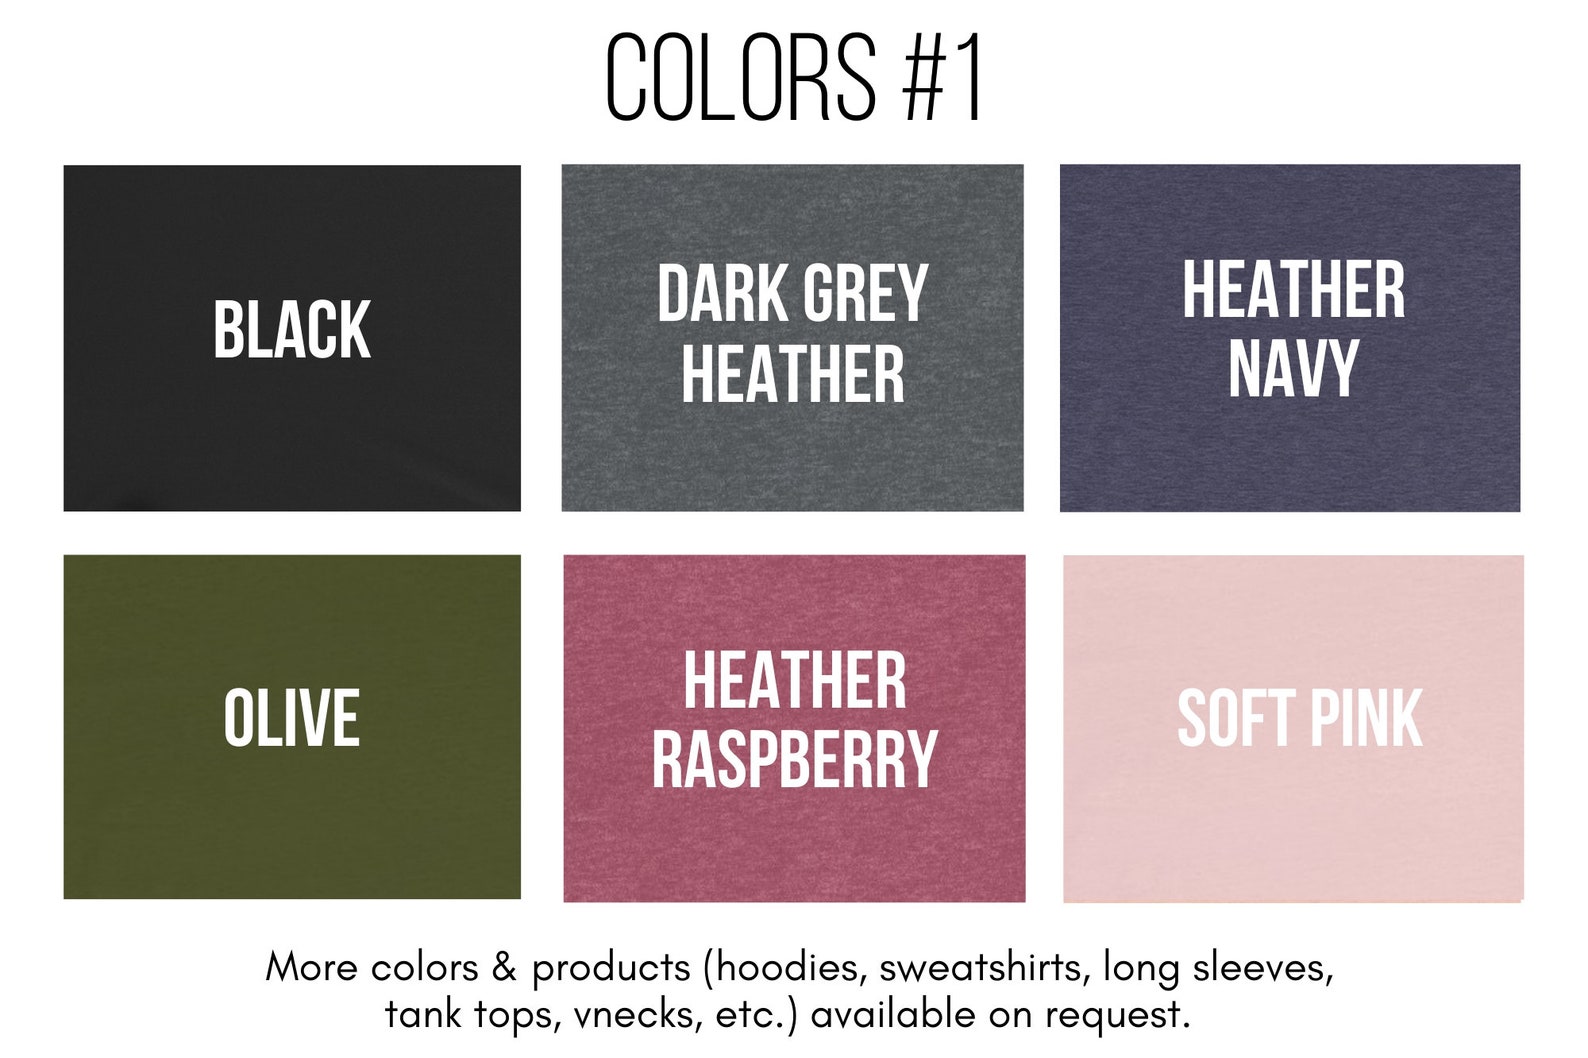 COLORS #1
BLACK
DARK GREY
HEATHER
HEATHER
NAVY
OLIVE
HEATHER
RASPBERRY
SOFT PINK
More colors & products (hoodies, sweatshirts, long sleeves,
tank tops, vnecks, etc.) available on request.